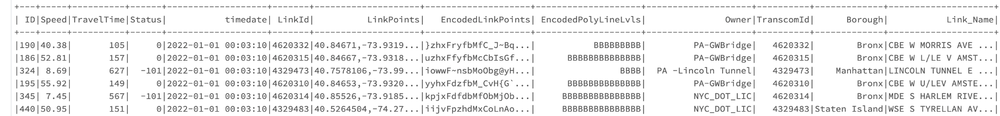 +---+-----+----------+------+-------------------+-------+--------------------+--------------------+--------------------+--------------------+----------+-------------+--------------------+
| ID|Speed|TravelTime|Status|           timedate| LinkId|          LinkPoints|   EncodedLinkPoints| EncodedPolyLineLvls|               Owner|TranscomId|      Borough|           Link_Name|
+---+-----+----------+------+-------------------+-------+--------------------+--------------------+--------------------+--------------------+----------+-------------+--------------------+
|190|40.38|       105|     0|2022-01-01 00:03:10|4620332|40.84671,-73.9319...|}zhxFryfbMfC_J~Bq...|          BBBBBBBBBB|         PA-GWBridge|   4620332|        Bronx|CBE W MORRIS AVE ...|
|186|52.81|       157|     0|2022-01-01 00:03:10|4620315|40.84667,-73.9318...|uzhxFfyfbMcCbIsGf...|      BBBBBBBBBBBBBB|         PA-GWBridge|   4620315|        Bronx|CBE W L/LE V AMST...|
|324| 8.69|       627|  -101|2022-01-01 00:03:10|4329473|40.7578106,-73.99...|iowwF~nsbMoObg@yH...|                BBBB|  PA -Lincoln Tunnel|   4329473|    Manhattan|LINCOLN TUNNEL E ...|
|195|55.92|       149|     0|2022-01-01 00:03:10|4620310|40.84653,-73.9320...|yyhxFdzfbM_CvH{G`...|      BBBBBBBBBBBBBB|         PA-GWBridge|   4620310|        Bronx|CBE W U/LEV AMSTE...|
|345| 7.45|       567|  -101|2022-01-01 00:03:10|4620314|40.85526,-73.9185...|kpjxFdfdbMfObMjOb...|     BBBBBBBBBBBBBBB|         NYC_DOT_LIC|   4620314|        Bronx|MDE S HARLEM RIVE...|
|440|50.95|       151|     0|2022-01-01 00:03:10|4329483|40.5264504,-74.27...|iijvFpzhdMxCoLnAo...|     BBBBBBBBBBBBBBB|         NYC_DOT_LIC|   4329483|Staten Island|WSE S TYRELLAN AV...|